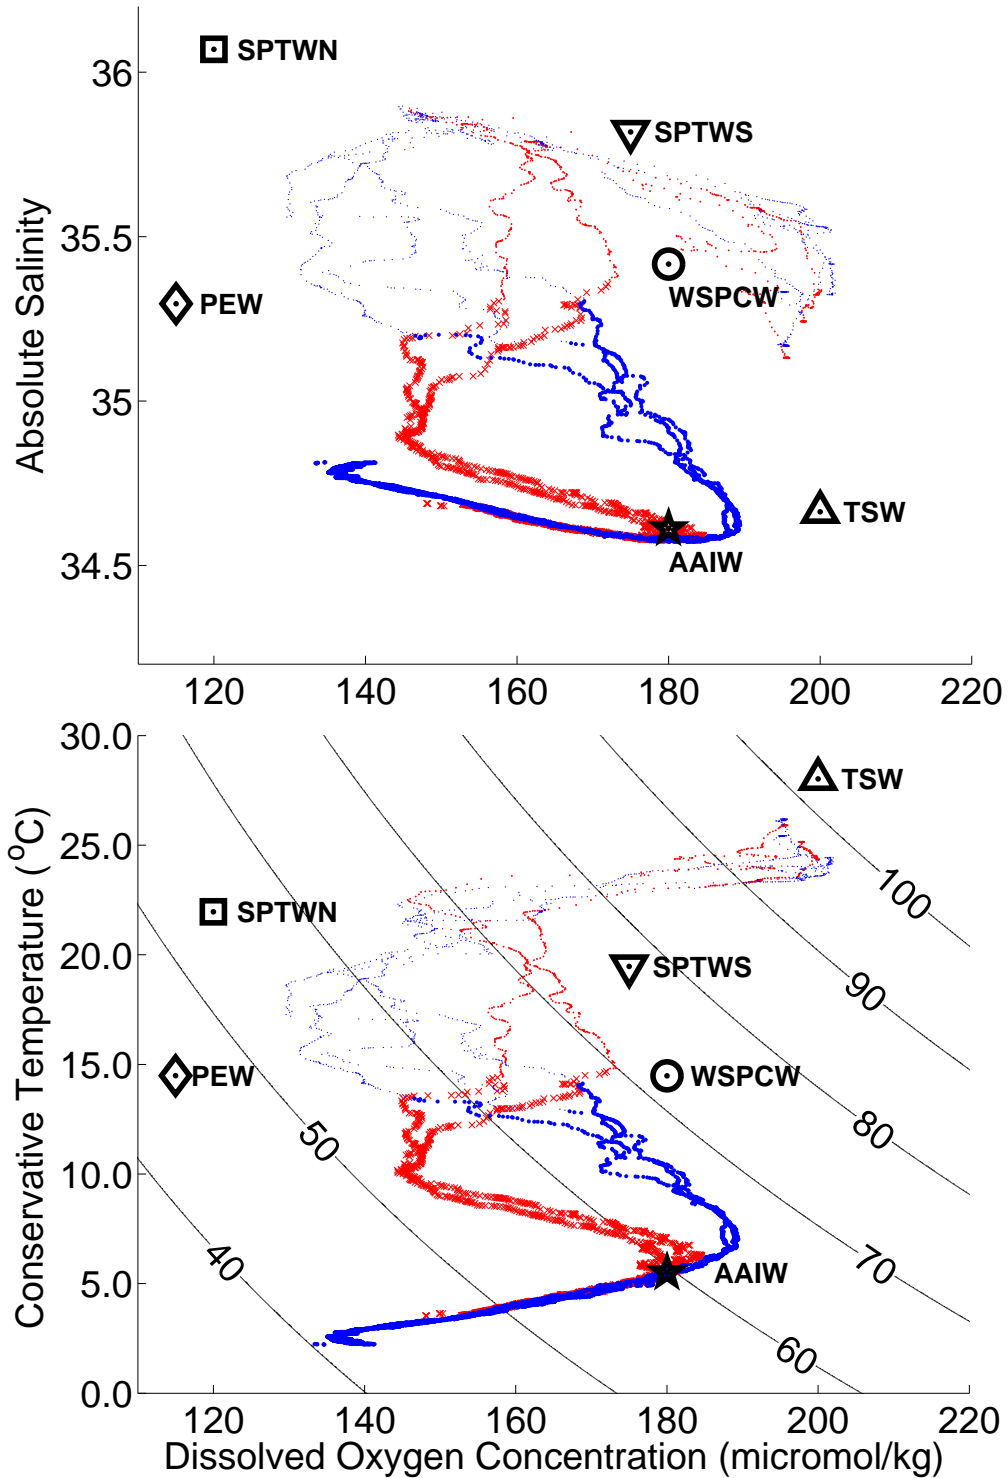 SPTWN
36
SPTWS
35.5
WSPCW
PEW
35
TSW
34.5
AAIW
Absolute Salinity
120 140 160 180 200 220
30.0
TSW
25.0
100
SPTWN
20.0
SPTWS
90
15.0
PEW
WSPCW
50
80
10.0
40
70
AAIW
5.0
60
0.0
Conservative Temperature (°C)
120 140 160 180 200 220
Dissolved Oxygen Concentration (micromol/kg)